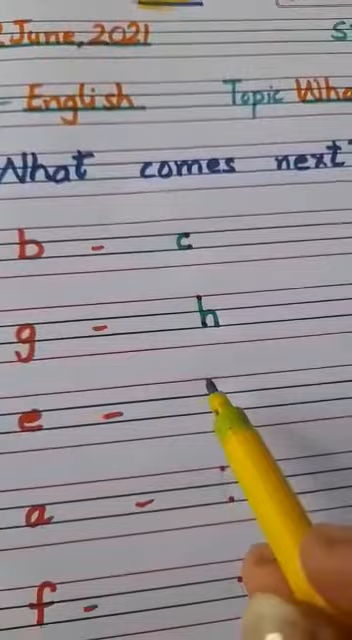 June, 2021
- English Topic
What comes next
b - c
g - h
e -
a -
f -